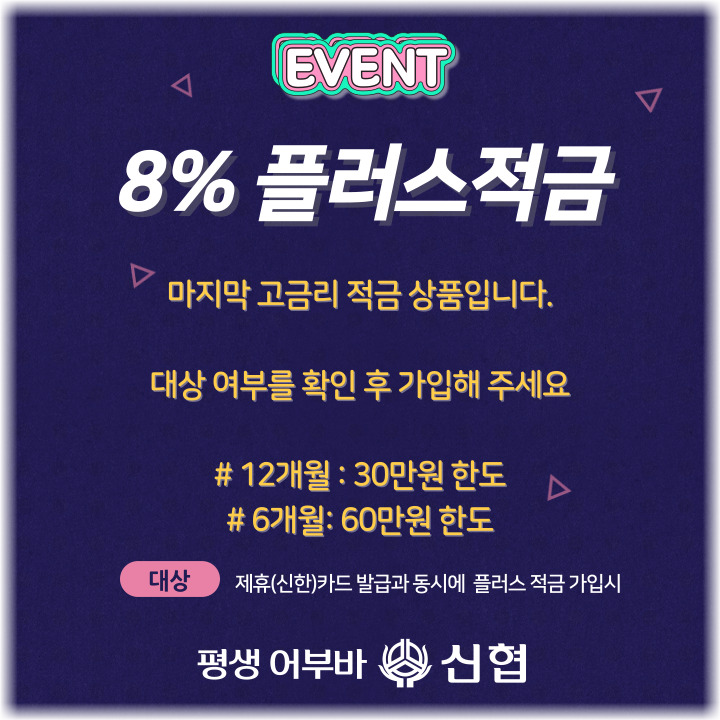 EVENT
8% 플러스적금
마지막 고금리 적금 상품입니다.
대상 여부를 확인 후 가입해 주세요
# 12개월 : 30만원 한도
# 6개월: 60만원 한도
대상 제휴(신한)카드 발급과 동시에 플러스 적금 가입시
평생 어부바 신협